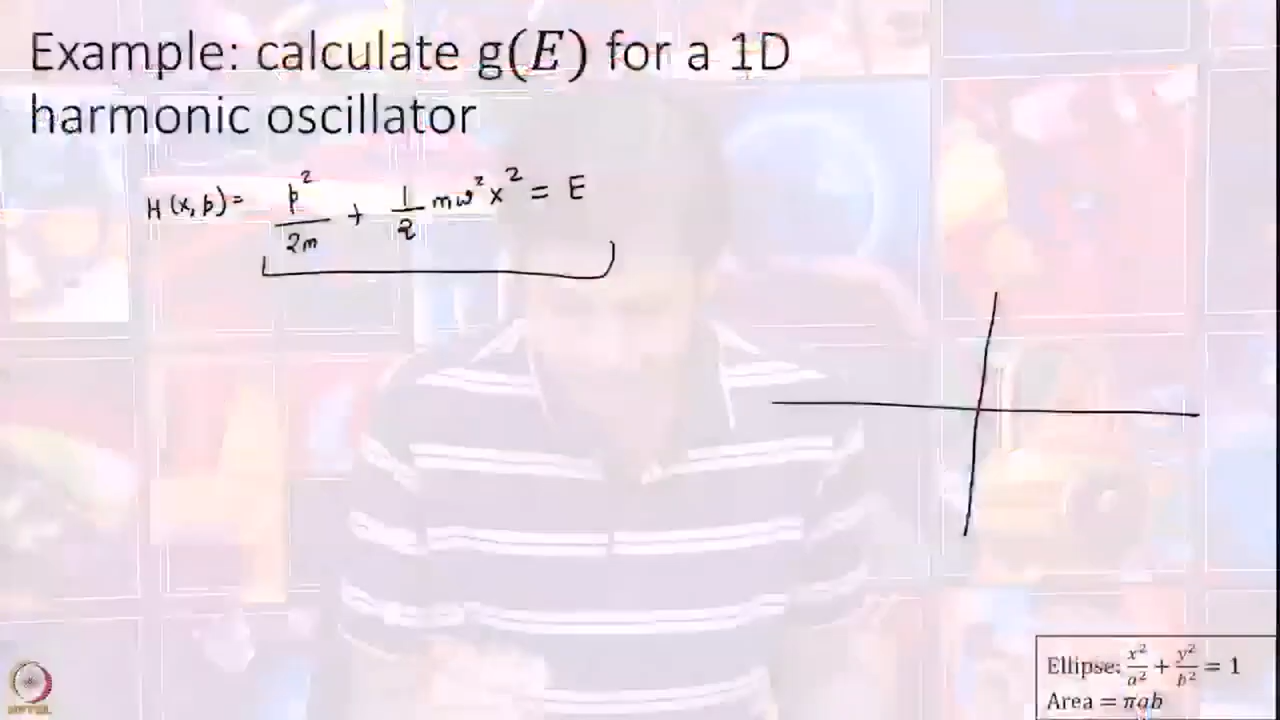 Example: calculate g(E) for a 1D
harmonic oscillator
H(x,p)= p²/2m + 1/2 mω²x² = E
Ellipse: x²/a² + y²/b² = 1
Area = πab